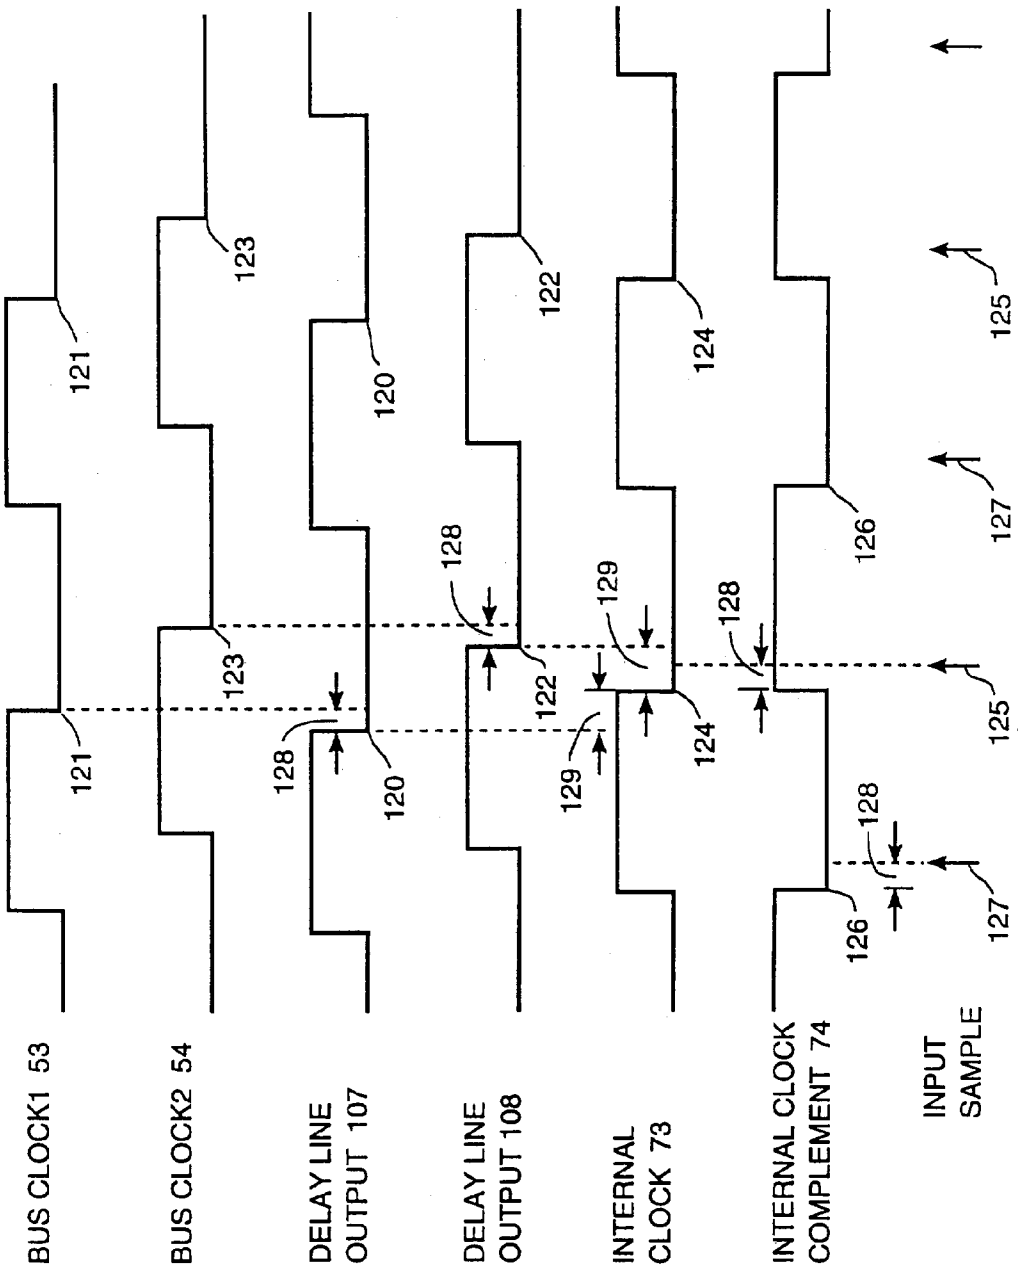 BUS CLOCK1 53
121
121
BUS CLOCK2 54
123
123
DELAY LINE
OUTPUT 107
128
120
120
DELAY LINE
OUTPUT 108
128
122
122
INTERNAL
CLOCK 73
129
129
124
124
INTERNAL CLOCK
COMPLEMENT 74
128
126
128
126
INPUT
SAMPLE
127
125
127
125